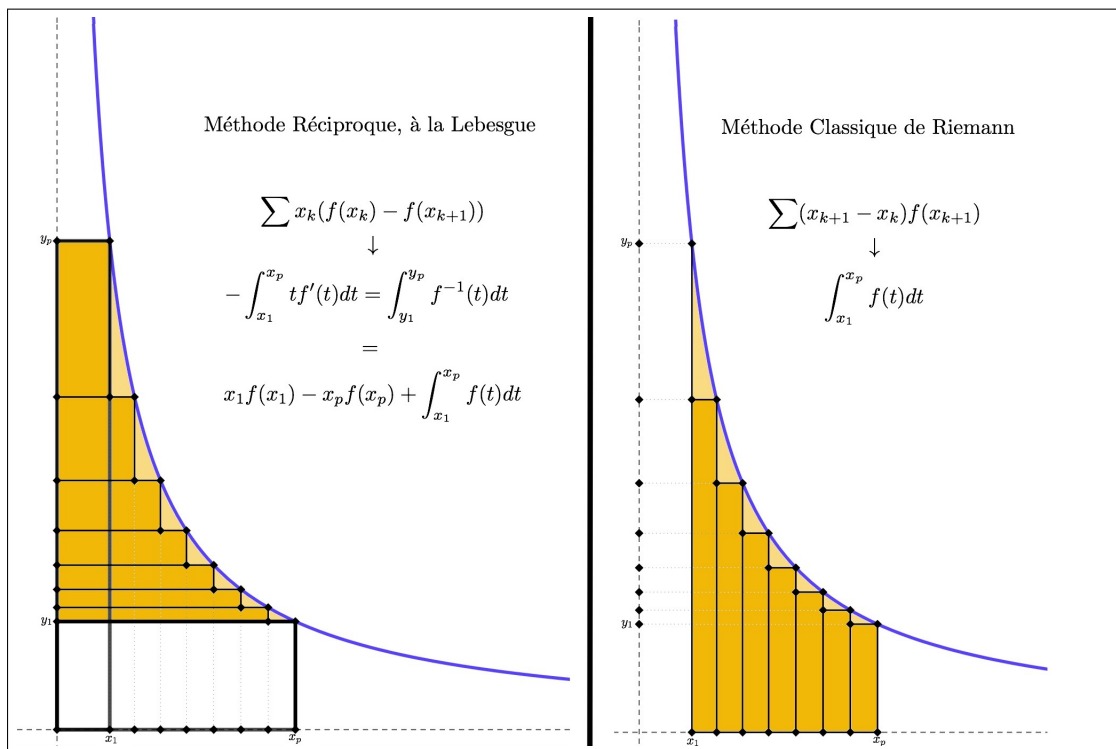 Méthode Réciproque, à la Lebesgue
∑ x_k(f(x_k) − f(x_{k+1}))
↓
−∫_{x_1}^{x_p} tf′(t)dt = ∫_{y_1}^{y_p} f^{−1}(t)dt
=
x_1f(x_1) − x_pf(x_p) + ∫_{x_1}^{x_p} f(t)dt
y_p
y_1
x_1
x_p
Méthode Classique de Riemann
∑(x_{k+1} − x_k)f(x_{k+1})
↓
∫_{x_1}^{x_p} f(t)dt
y_p
y_1
x_1
x_p